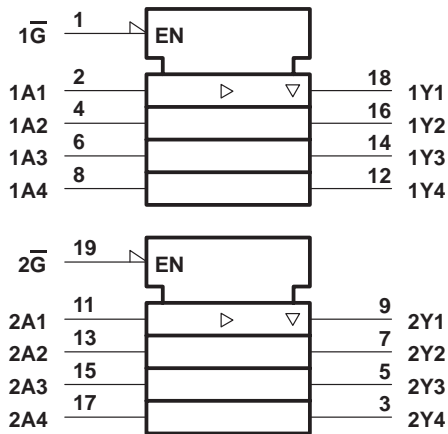 1G̅ 1 EN
1A1 2 18 1Y1
1A2 4 16 1Y2
1A3 6 14 1Y3
1A4 8 12 1Y4
2G̅ 19 EN
2A1 11 9 2Y1
2A2 13 7 2Y2
2A3 15 5 2Y3
2A4 17 3 2Y4